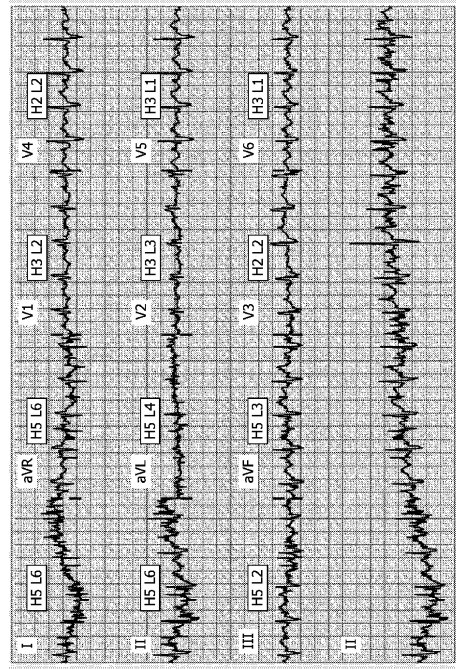 I
H5 L6
aVR
H5 L6
V1
H3 L2
V4
H2 L2
II
H5 L6
aVL
H5 L4
V2
H3 L3
V5
H3 L1
III
H5 L2
aVF
H5 L3
V3
H2 L2
V6
H3 L1
II